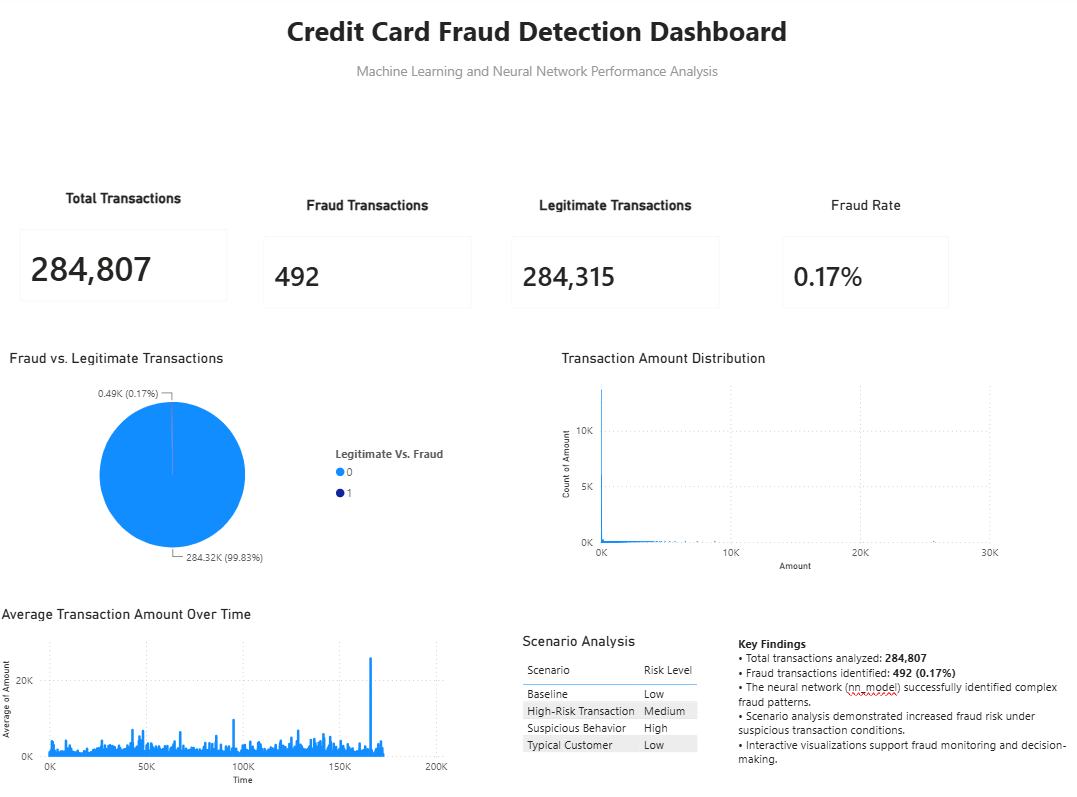 Credit Card Fraud Detection Dashboard
Machine Learning and Neural Network Performance Analysis
Total Transactions
Fraud Transactions
Legitimate Transactions
Fraud Rate
284,807
492
284,315
0.17%
Fraud vs. Legitimate Transactions
0.49K (0.17%)
284.32K (99.83%)
Legitimate Vs. Fraud
0
1
Transaction Amount Distribution
Count of Amount
10K
5K
0K
0K 10K 20K 30K
Amount
Average Transaction Amount Over Time
Average of Amount
20K
0K
0K 50K 100K 150K 200K
Time
Scenario Analysis
Scenario Risk Level
Baseline Low
High-Risk Transaction Medium
Suspicious Behavior High
Typical Customer Low
Key Findings
• Total transactions analyzed: 284,807
• Fraud transactions identified: 492 (0.17%)
• The neural network (nn_model) successfully identified complex
fraud patterns.
• Scenario analysis demonstrated increased fraud risk under
suspicious transaction conditions.
• Interactive visualizations support fraud monitoring and decision-
making.